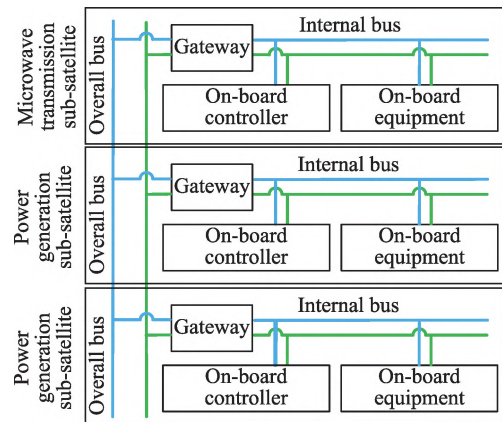 Microwave
transmission
sub-satellite
Overall bus
Gateway
Internal bus
On-board
controller
On-board
equipment
Power
generation
sub-satellite
Overall bus
Gateway
Internal bus
On-board
controller
On-board
equipment
Power
generation
sub-satellite
Overall bus
Gateway
Internal bus
On-board
controller
On-board
equipment